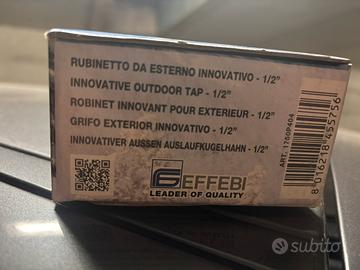 RUBINETTO DA ESTERNO INNOVATIVO - 1/2"
INNOVATIVE OUTDOOR TAP - 1/2"
ROBINET INNOVANT POUR EXTERIEUR - 1/2"
GRIFO EXTERIOR INNOVATIVO - 1/2"
INNOVATIVER AUSSEN AUSLAUFKUGELHAHN - 1/2"
EFFEBI
LEADER OF QUALITY
ART. 1760P404
8 016218 455756
subito